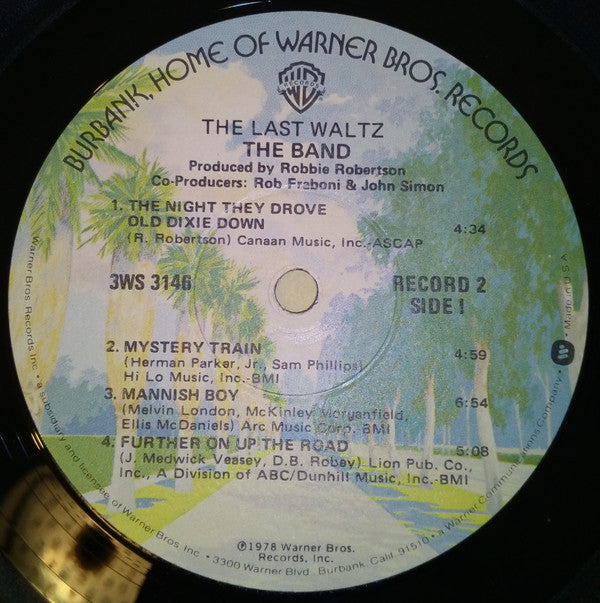 BURBANK, HOME OF WARNER BROS. RECORDS
WB
RECORDS
THE LAST WALTZ
THE BAND
Produced by Robbie Robertson
Co-Producers: Rob Fraboni & John Simon
1. THE NIGHT THEY DROVE
OLD DIXIE DOWN 4:34
(R. Robertson) Canaan Music, Inc.-ASCAP
3WS 3146
RECORD 2
SIDE 1
2. MYSTERY TRAIN 4:59
(Herman Parker, Jr., Sam Phillips)
Hi Lo Music, Inc.-BMI
3. MANNISH BOY 6:54
(Melvin London, McKinley Morganfield,
Ellis McDaniels) Arc Music Corp. BMI
4. FURTHER ON UP THE ROAD 5:08
(J. Medwick Veasey, D.B. Robey) Lion Pub. Co.,
Inc., A Division of ABC/Dunhill Music, Inc.-BMI
℗1978 Warner Bros.
Records, Inc.
Warner Bros. Records Inc. • a subsidiary and licensee of Warner Bros. Inc. • 3300 Warner Blvd., Burbank, Calif. 91510 • a Warner Communications Company • Made in U.S.A.